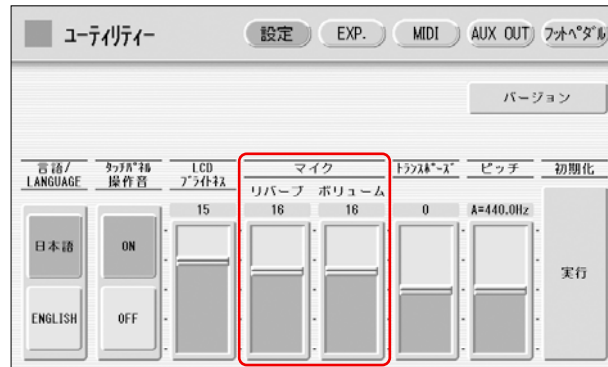 ユーティリティー
設定
EXP.
MIDI
AUX OUT
フットペダル
バージョン
言語/
LANGUAGE
タッチパネル
操作音
LCD
ブライトネス
マイク
リバーブ ボリューム
トランスポーズ
ピッチ
初期化
15
16
16
0
A=440.0Hz
日本語
ON
実行
ENGLISH
OFF